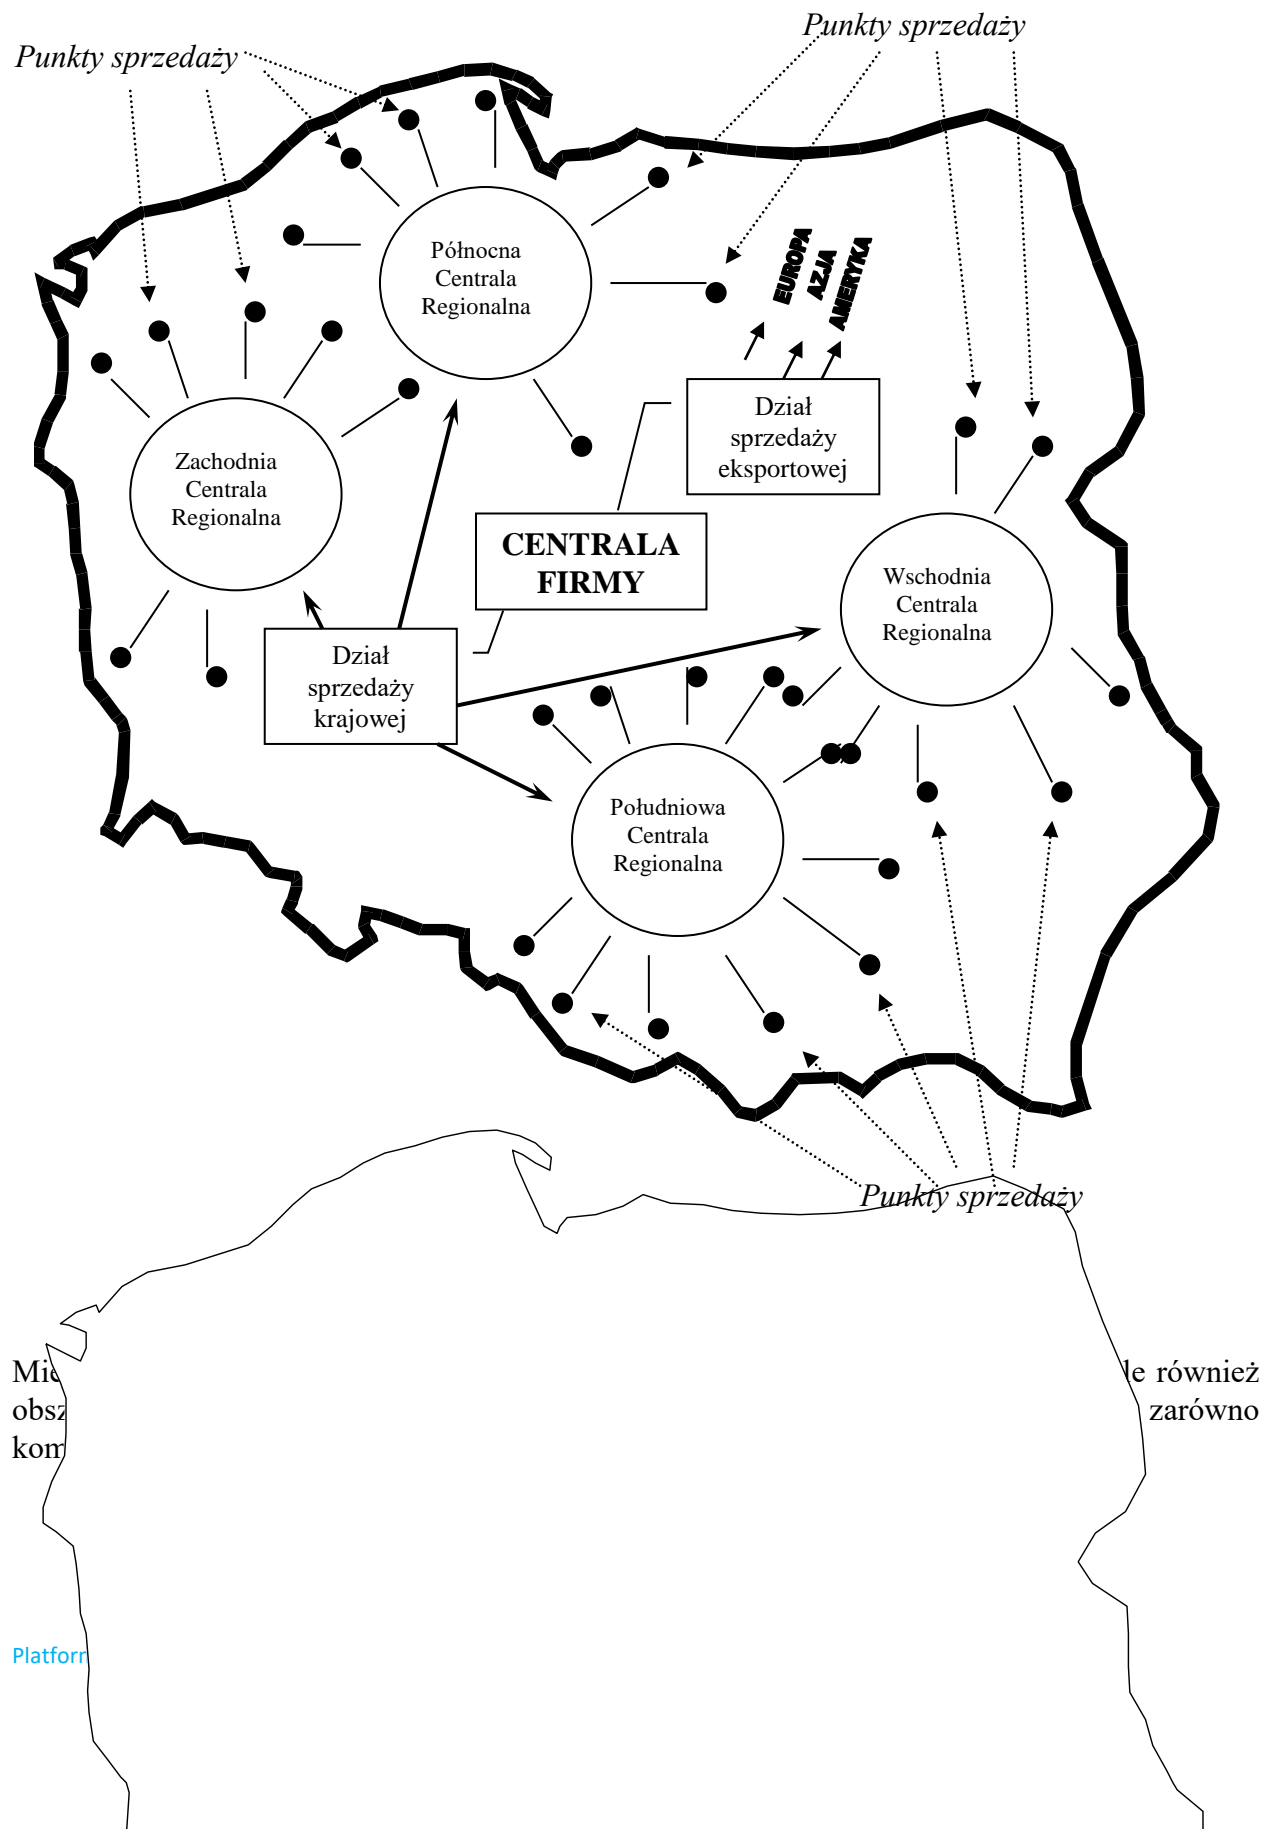 Punkty sprzedaży
Punkty sprzedaży
Północna
Centrala
Regionalna
EUROPA
AZJA
AMERYKA
Dział
sprzedaży
eksportowej
Zachodnia
Centrala
Regionalna
CENTRALA
FIRMY
Wschodnia
Centrala
Regionalna
Dział
sprzedaży
krajowej
Południowa
Centrala
Regionalna
Punkty sprzedaży
również
zarówno